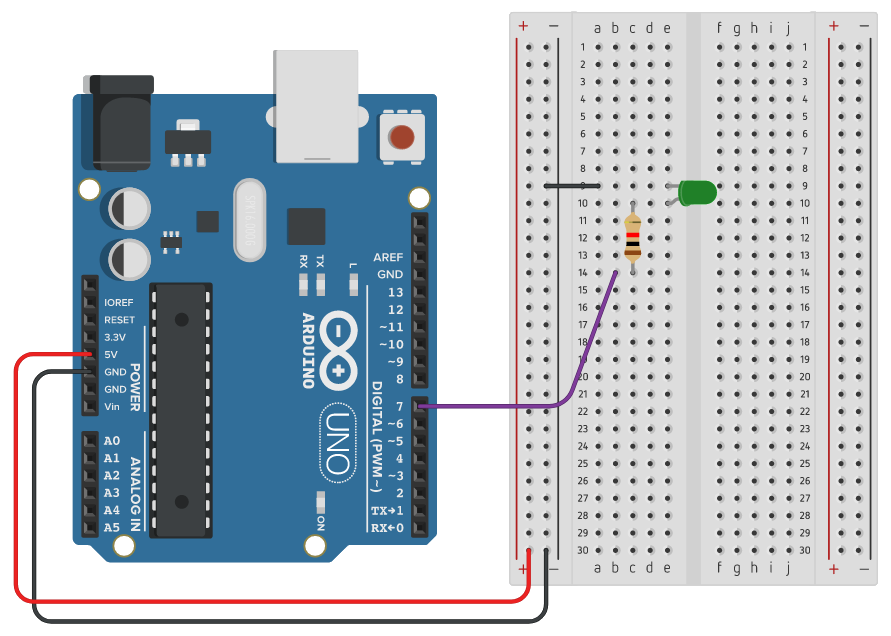 IOREF
RESET
3.3V
5V
GND
GND
Vin
POWER
A0
A1
A2
A3
A4
A5
ANALOG IN
RX
TX
L
ARDUINO
UNO
ON
AREF
GND
13
12
~11
~10
~9
8
7
~6
~5
4
~3
2
TX→1
RX←0
DIGITAL (PWM~)
+ − a b c d e f g h i j + −
1 1
2 2
3 3
4 4
5 5
6 6
7 7
8 8
9 9
10 10
11 11
12 12
13 13
14 14
15 15
16 16
17 17
18 18
19 19
20 20
21 21
22 22
23 23
24 24
25 25
26 26
27 27
28 28
29 29
30 30
+ − a b c d e f g h i j + −